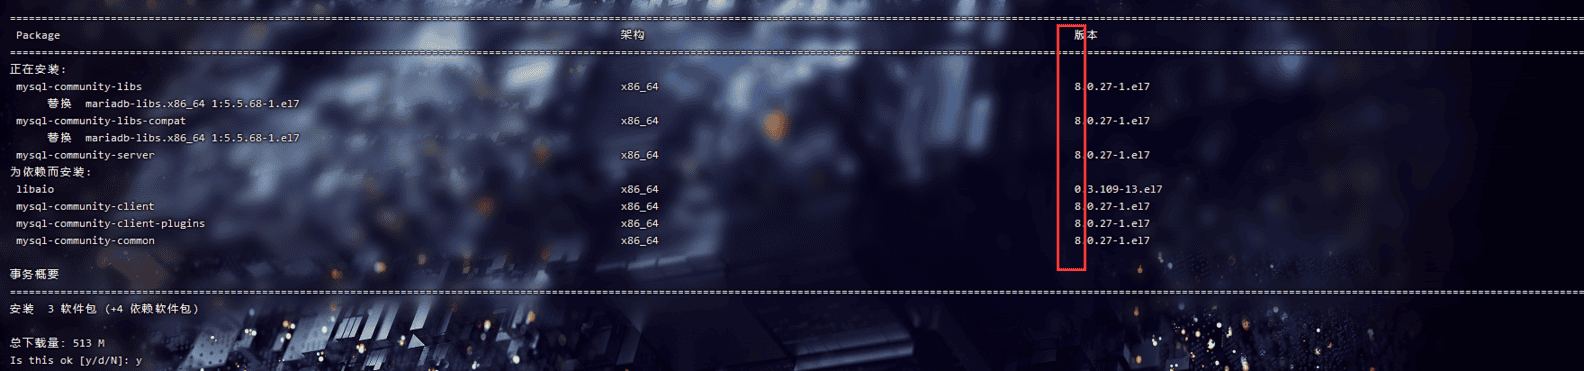 ================================================================================
Package 架构 版本
================================================================================
正在安装:
mysql-community-libs x86_64 8.0.27-1.el7
替换 mariadb-libs.x86_64 1:5.5.68-1.el7
mysql-community-libs-compat x86_64 8.0.27-1.el7
替换 mariadb-libs.x86_64 1:5.5.68-1.el7
mysql-community-server x86_64 8.0.27-1.el7
为依赖而安装:
libaio x86_64 0.3.109-13.el7
mysql-community-client x86_64 8.0.27-1.el7
mysql-community-client-plugins x86_64 8.0.27-1.el7
mysql-community-common x86_64 8.0.27-1.el7
事务概要
================================================================================
安装 3 软件包 (+4 依赖软件包)
总下载量: 513 M
Is this ok [y/d/N]: y